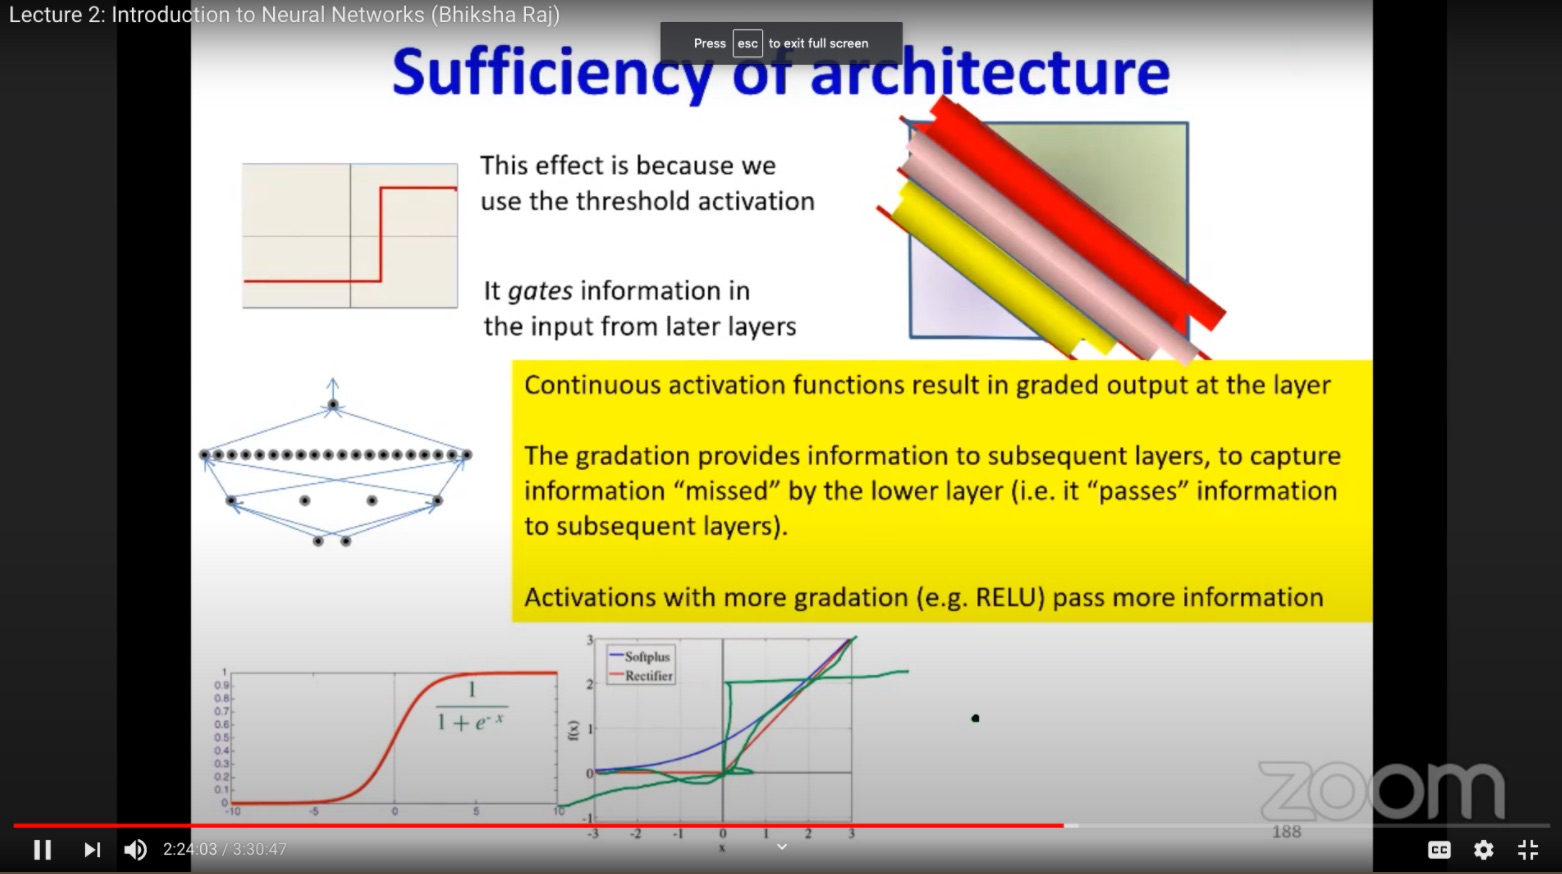 Lecture 2: Introduction to Neural Networks (Bhiksha Raj)
Press esc to exit full screen
Sufficiency of architecture
This effect is because we
use the threshold activation
It gates information in
the input from later layers
Continuous activation functions result in graded output at the layer
The gradation provides information to subsequent layers, to capture
information “missed” by the lower layer (i.e. it “passes” information
to subsequent layers).
Activations with more gradation (e.g. RELU) pass more information
1
0.9
0.8
0.7
0.6
0.5
0.4
0.3
0.2
0.1
0
-10 -5 0 5 10
1
1 + e^-x
3
2
1
0
-1
f(x)
Softplus
Rectifier
-3 -2 -1 0 1 2 3
x
zoom
188
2:24:03 / 3:30:47
CC